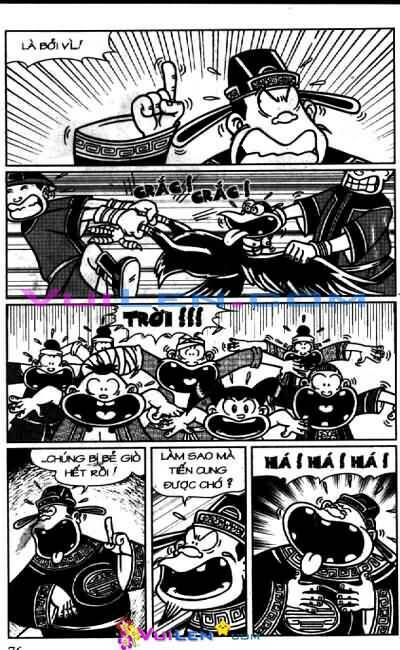 LÀ BỞI VÌ...!
CRẮC! CRẮC!
VUILEN.COM
TRỜI !!!
...CHÚNG BỊ BẺ GIÒ
HẾT RỒI!
LÀM SAO MÀ
TIẾN CUNG
ĐƯỢC CHỚ?
HÁ! HÁ! HÁ!
76
VUILEN